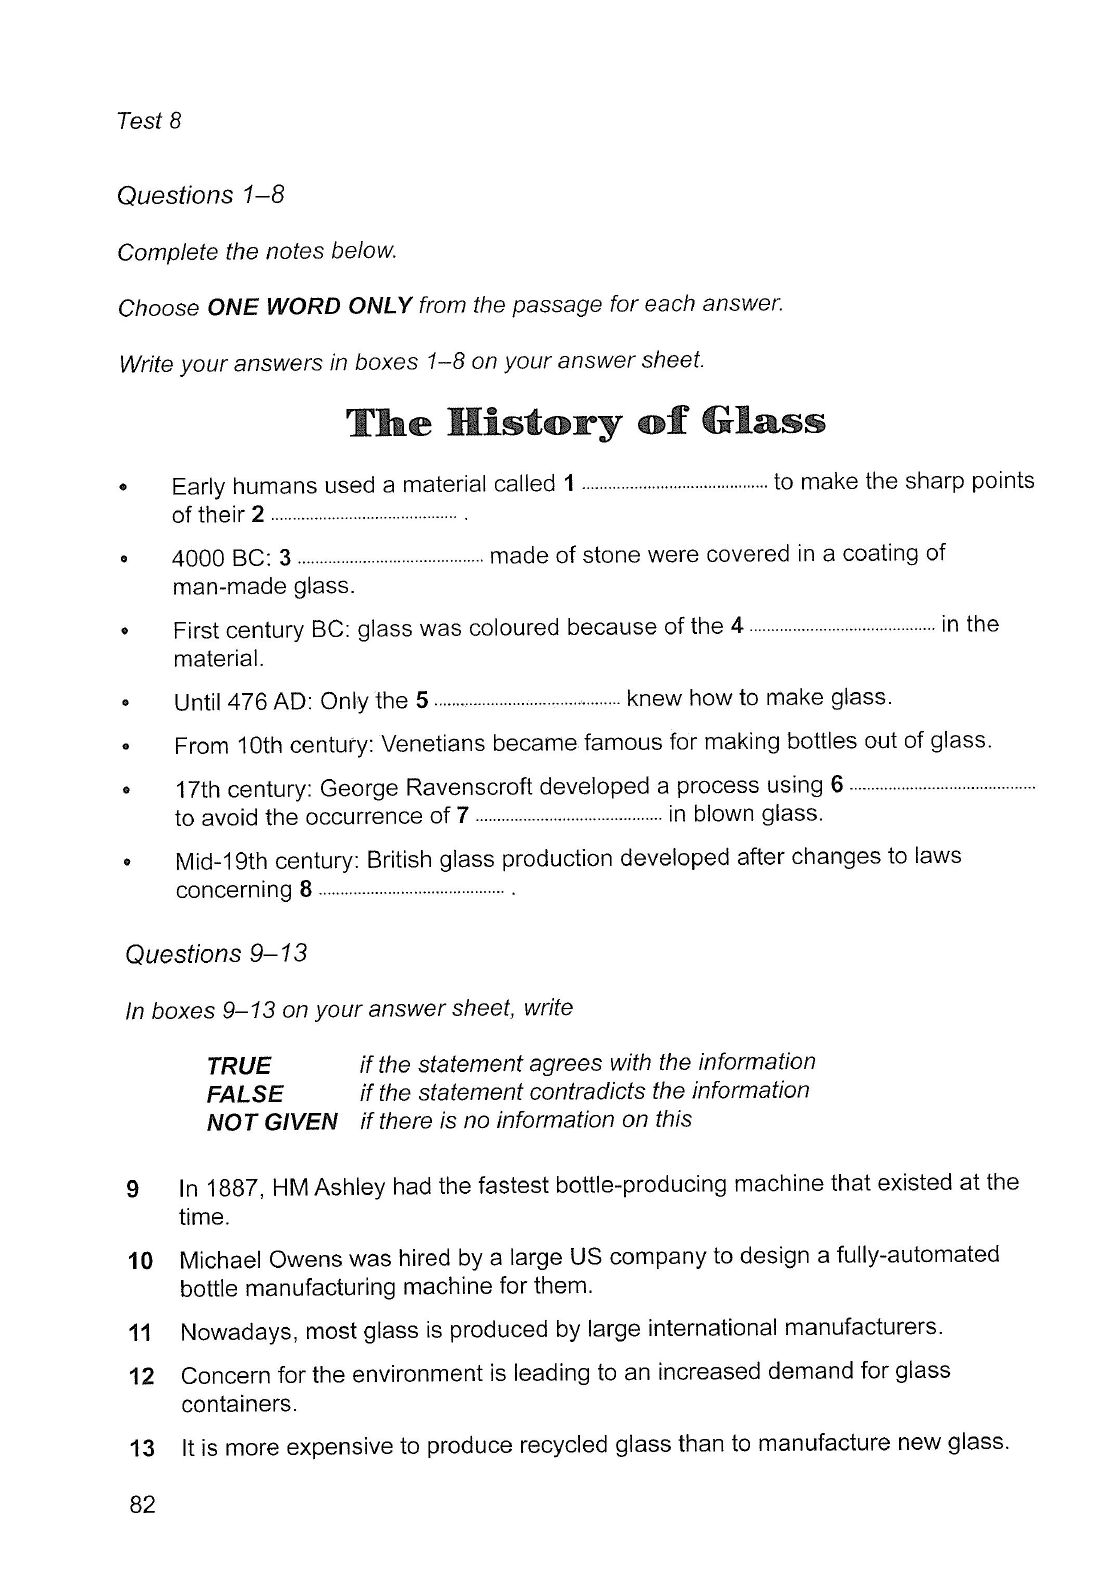 Test 8
Questions 1–8
Complete the notes below.
Choose ONE WORD ONLY from the passage for each answer.
Write your answers in boxes 1–8 on your answer sheet.
The History of Glass
• Early humans used a material called 1 ........................................... to make the sharp points
of their 2 ........................................... .
• 4000 BC: 3 ........................................... made of stone were covered in a coating of
man-made glass.
• First century BC: glass was coloured because of the 4 ........................................... in the
material.
• Until 476 AD: Only the 5 ........................................... knew how to make glass.
• From 10th century: Venetians became famous for making bottles out of glass.
• 17th century: George Ravenscroft developed a process using 6 ...........................................
to avoid the occurrence of 7 ........................................... in blown glass.
• Mid-19th century: British glass production developed after changes to laws
concerning 8 ........................................... .
Questions 9–13
In boxes 9–13 on your answer sheet, write
TRUE if the statement agrees with the information
FALSE if the statement contradicts the information
NOT GIVEN if there is no information on this
9 In 1887, HM Ashley had the fastest bottle-producing machine that existed at the
time.
10 Michael Owens was hired by a large US company to design a fully-automated
bottle manufacturing machine for them.
11 Nowadays, most glass is produced by large international manufacturers.
12 Concern for the environment is leading to an increased demand for glass
containers.
13 It is more expensive to produce recycled glass than to manufacture new glass.
82